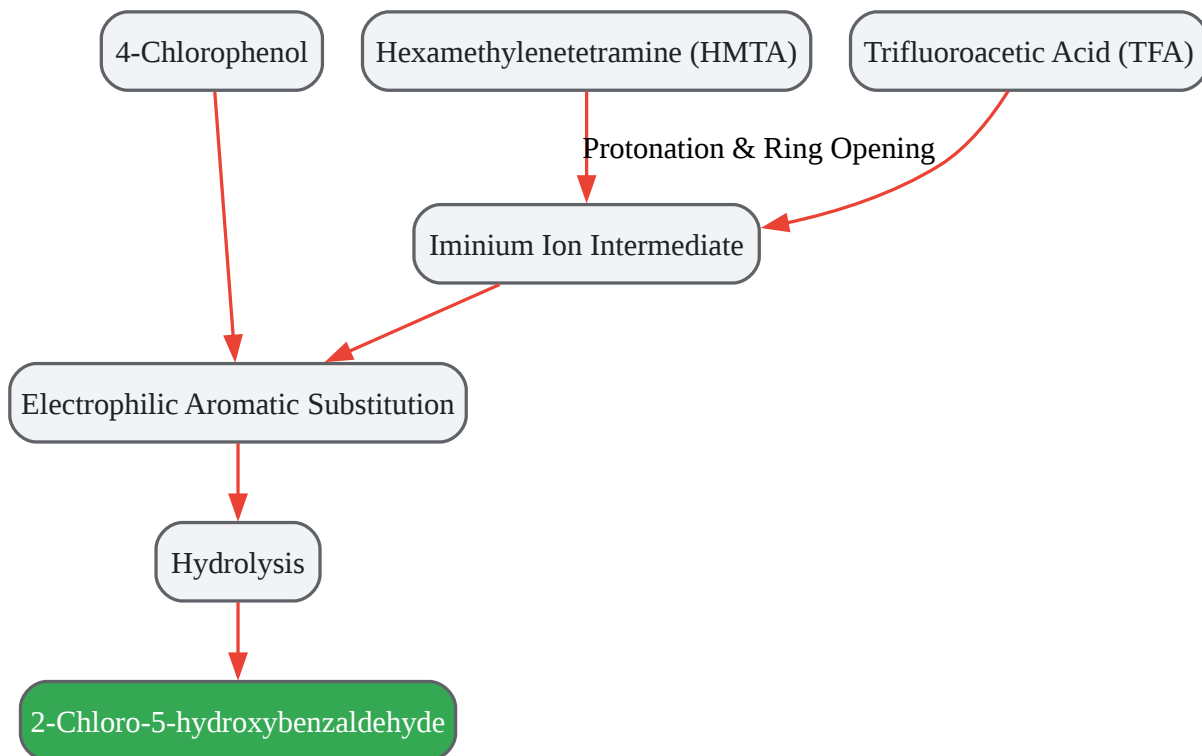 4-Chlorophenol
Hexamethylenetetramine (HMTA)
Trifluoroacetic Acid (TFA)
Protonation & Ring Opening
Iminium Ion Intermediate
Electrophilic Aromatic Substitution
Hydrolysis
2-Chloro-5-hydroxybenzaldehyde